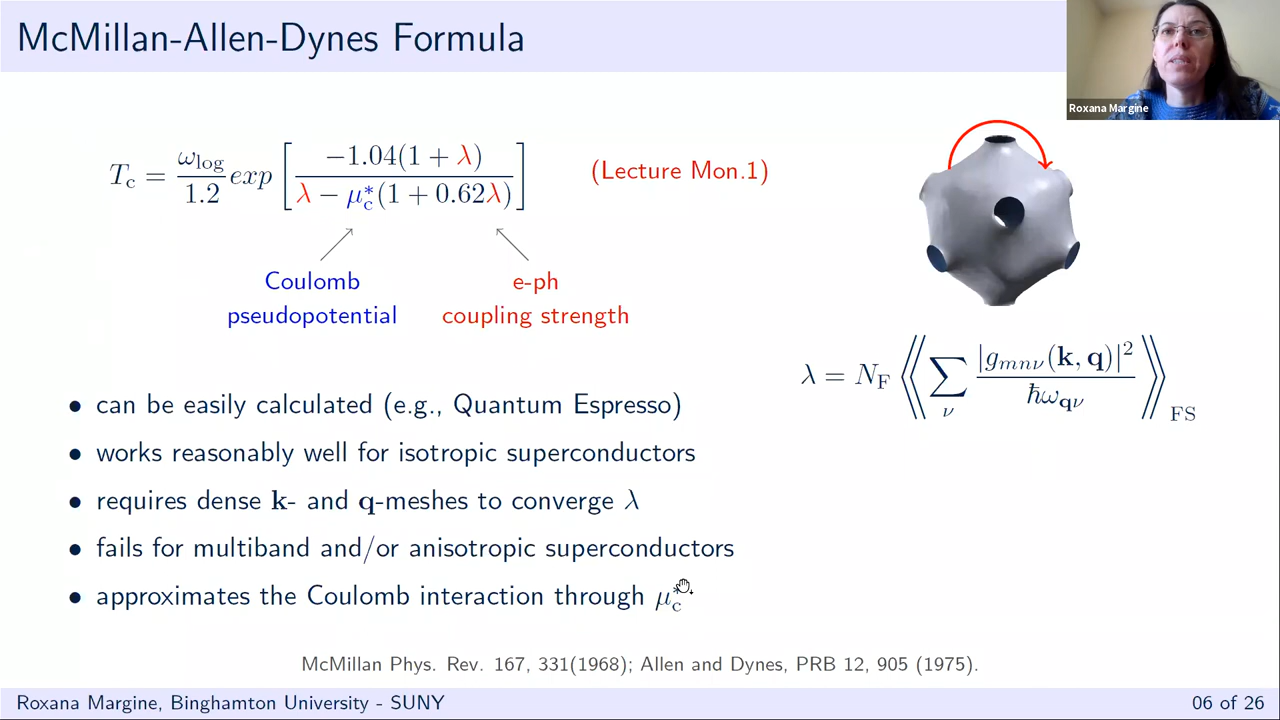 McMillan-Allen-Dynes Formula
Roxana Margine
T_c = ω_log/1.2 exp [ −1.04(1 + λ) / λ − μ*_c(1 + 0.62λ) ]
(Lecture Mon.1)
Coulomb
pseudopotential
e-ph
coupling strength
λ = N_F ⟨⟨ ∑_ν |g_mnν(k, q)|² / ħω_qν ⟩⟩_FS
• can be easily calculated (e.g., Quantum Espresso)
• works reasonably well for isotropic superconductors
• requires dense k- and q-meshes to converge λ
• fails for multiband and/or anisotropic superconductors
• approximates the Coulomb interaction through μ*_c
McMillan Phys. Rev. 167, 331(1968); Allen and Dynes, PRB 12, 905 (1975).
Roxana Margine, Binghamton University - SUNY
06 of 26